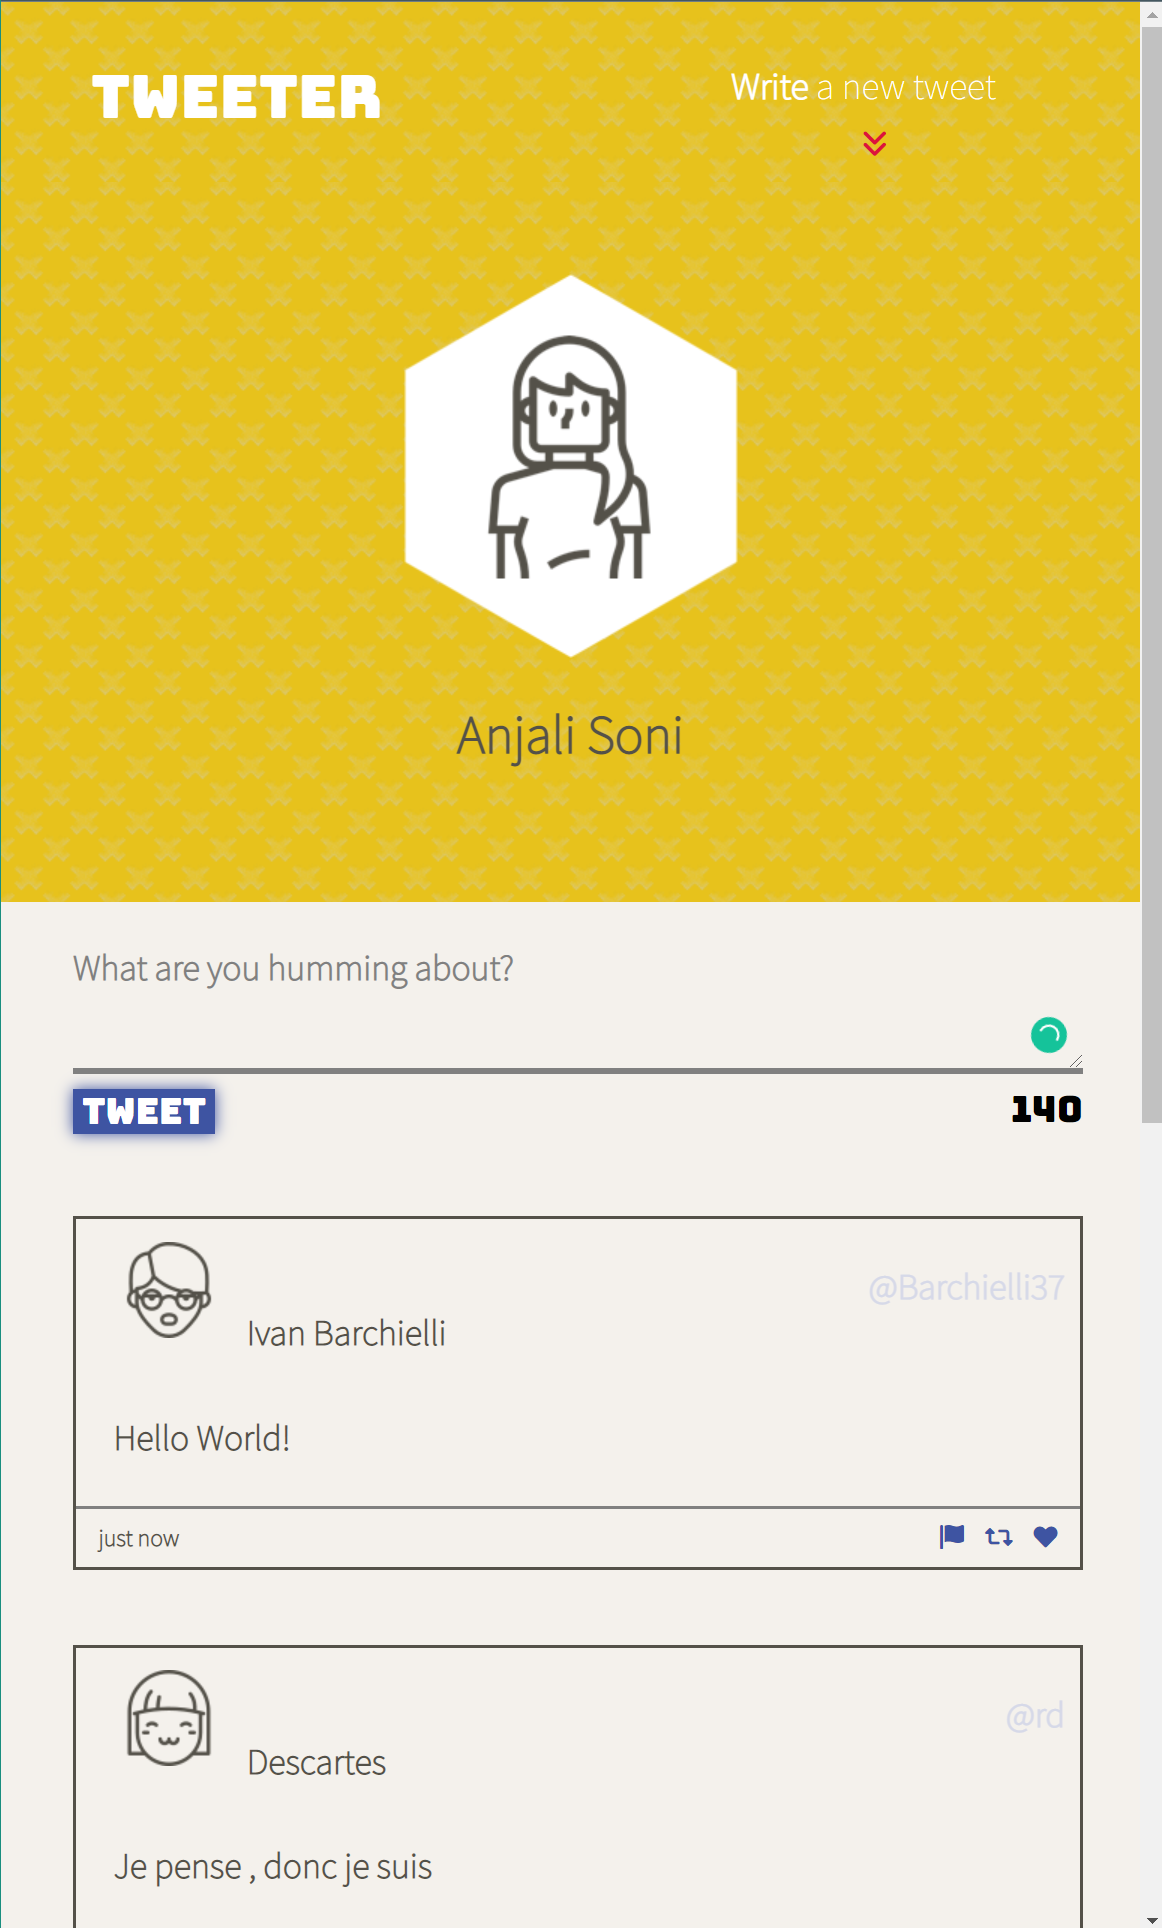 TWEETER
Write a new tweet
Anjali Soni
What are you humming about?
TWEET
140
@Barchielli37
Ivan Barchielli
Hello World!
just now
@rd
Descartes
Je pense , donc je suis